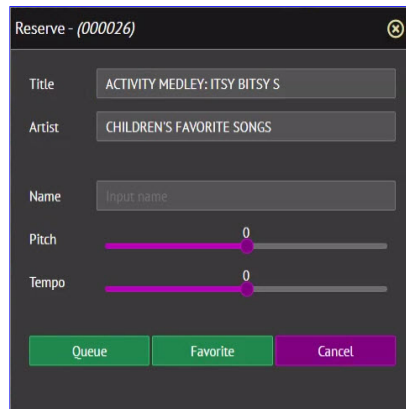 Reserve - (000026)
Title
ACTIVITY MEDLEY: ITSY BITSY S
Artist
CHILDREN'S FAVORITE SONGS
Name
Input name
Pitch
0
Tempo
0
Queue
Favorite
Cancel